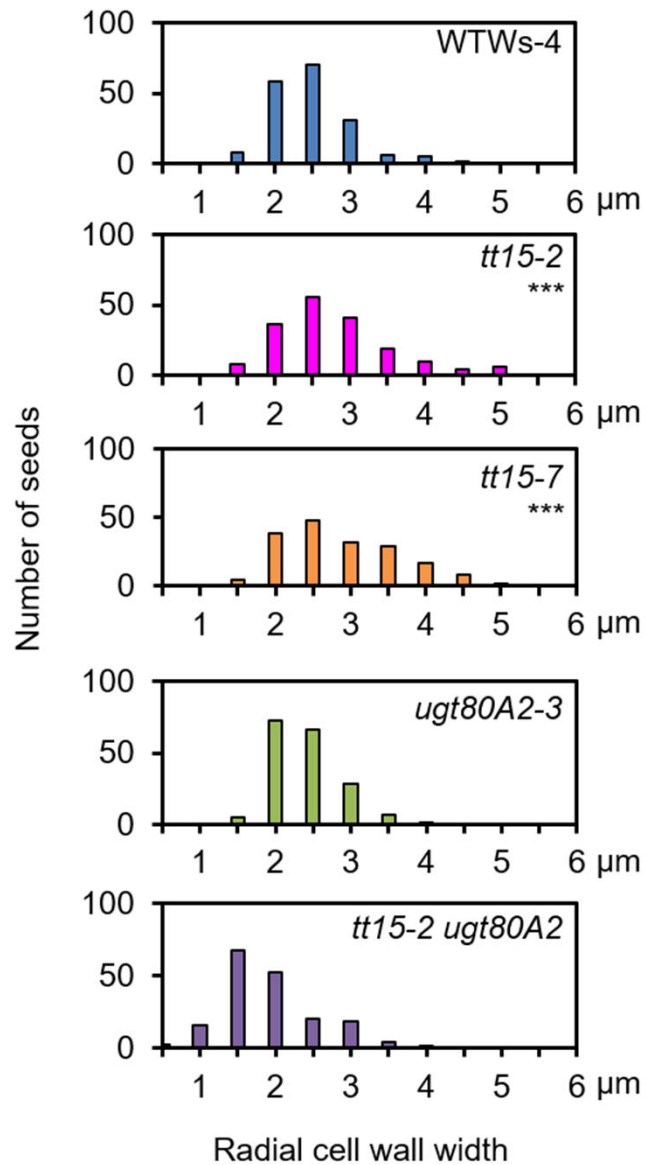 Number of seeds
100
WTWs-4
50
0
1 2 3 4 5 6 µm
100
tt15-2
***
50
0
1 2 3 4 5 6 µm
100
tt15-7
***
50
0
1 2 3 4 5 6 µm
100
ugt80A2-3
50
0
1 2 3 4 5 6 µm
100
tt15-2 ugt80A2
50
0
1 2 3 4 5 6 µm
Radial cell wall width